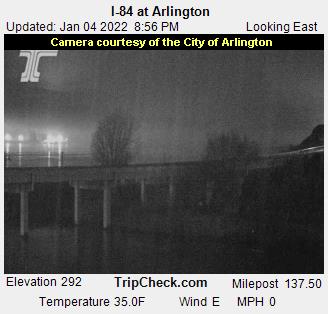 I-84 at Arlington
Updated: Jan 04 2022 8:56 PM Looking East
Camera courtesy of the City of Arlington
Elevation 292 TripCheck.com Milepost 137.50
Temperature 35.0F Wind E MPH 0